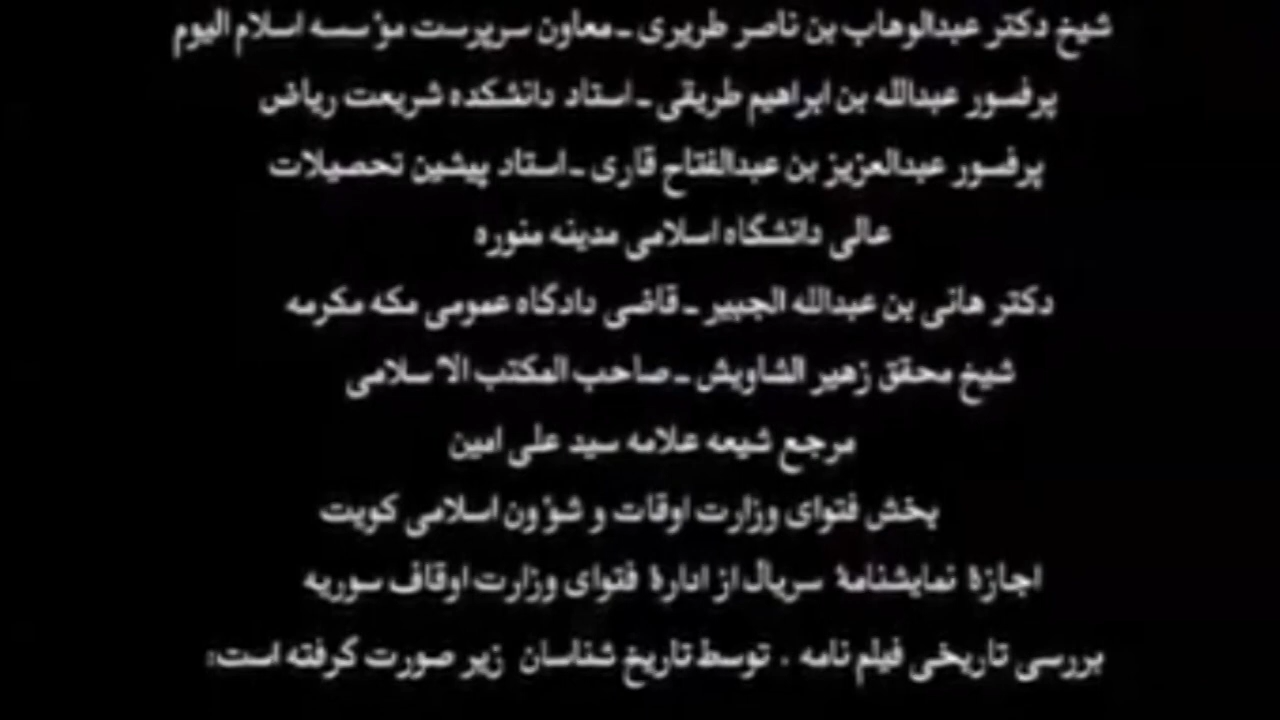 شیخ دکتر عبدالوهاب بن ناصر طریری ـ معاون سرپرست مؤسسه اسلام الیوم
پرفسور عبدالله بن ابراهیم طریقی ـ استاد دانشکده شریعت ریاض
پرفسور عبدالعزیز بن عبدالفتاح قاری ـ استاد پیشین تحصیلات
عالی دانشگاه اسلامی مدینه منوره
دکتر هانی بن عبدالله الجبیر ـ قاضی دادگاه عمومی مکه مکرمه
شیخ محقق زهیر الشاویش ـ صاحب المکتب الاسلامی
مرجع شیعه علامه سید علی امین
بخش فتوای وزارت اوقات و شؤون اسلامی کویت
اجازۀ نمایشنامۀ سریال از ادارۀ فتوای وزارت اوقاف سوریه
بررسی تاریخی فیلم نامه . توسط تاریخ شناسان زیر صورت گرفته است: